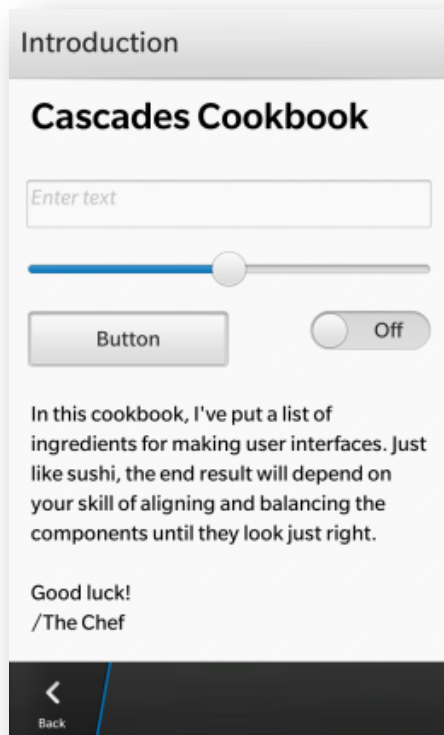 Introduction
Cascades Cookbook
Enter text
Button
Off
In this cookbook, I've put a list of
ingredients for making user interfaces. Just
like sushi, the end result will depend on
your skill of aligning and balancing the
components until they look just right.
Good luck!
/The Chef
Back